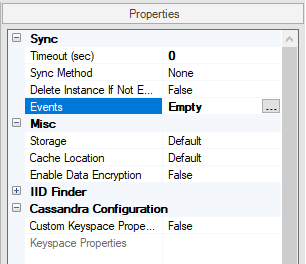 Properties
Sync
Timeout (sec) 0
Sync Method None
Delete Instance If Not E... False
Events Empty ...
Misc
Storage Default
Cache Location Default
Enable Data Encryption False
IID Finder
Cassandra Configuration
Custom Keyspace Prope... False
Keyspace Properties